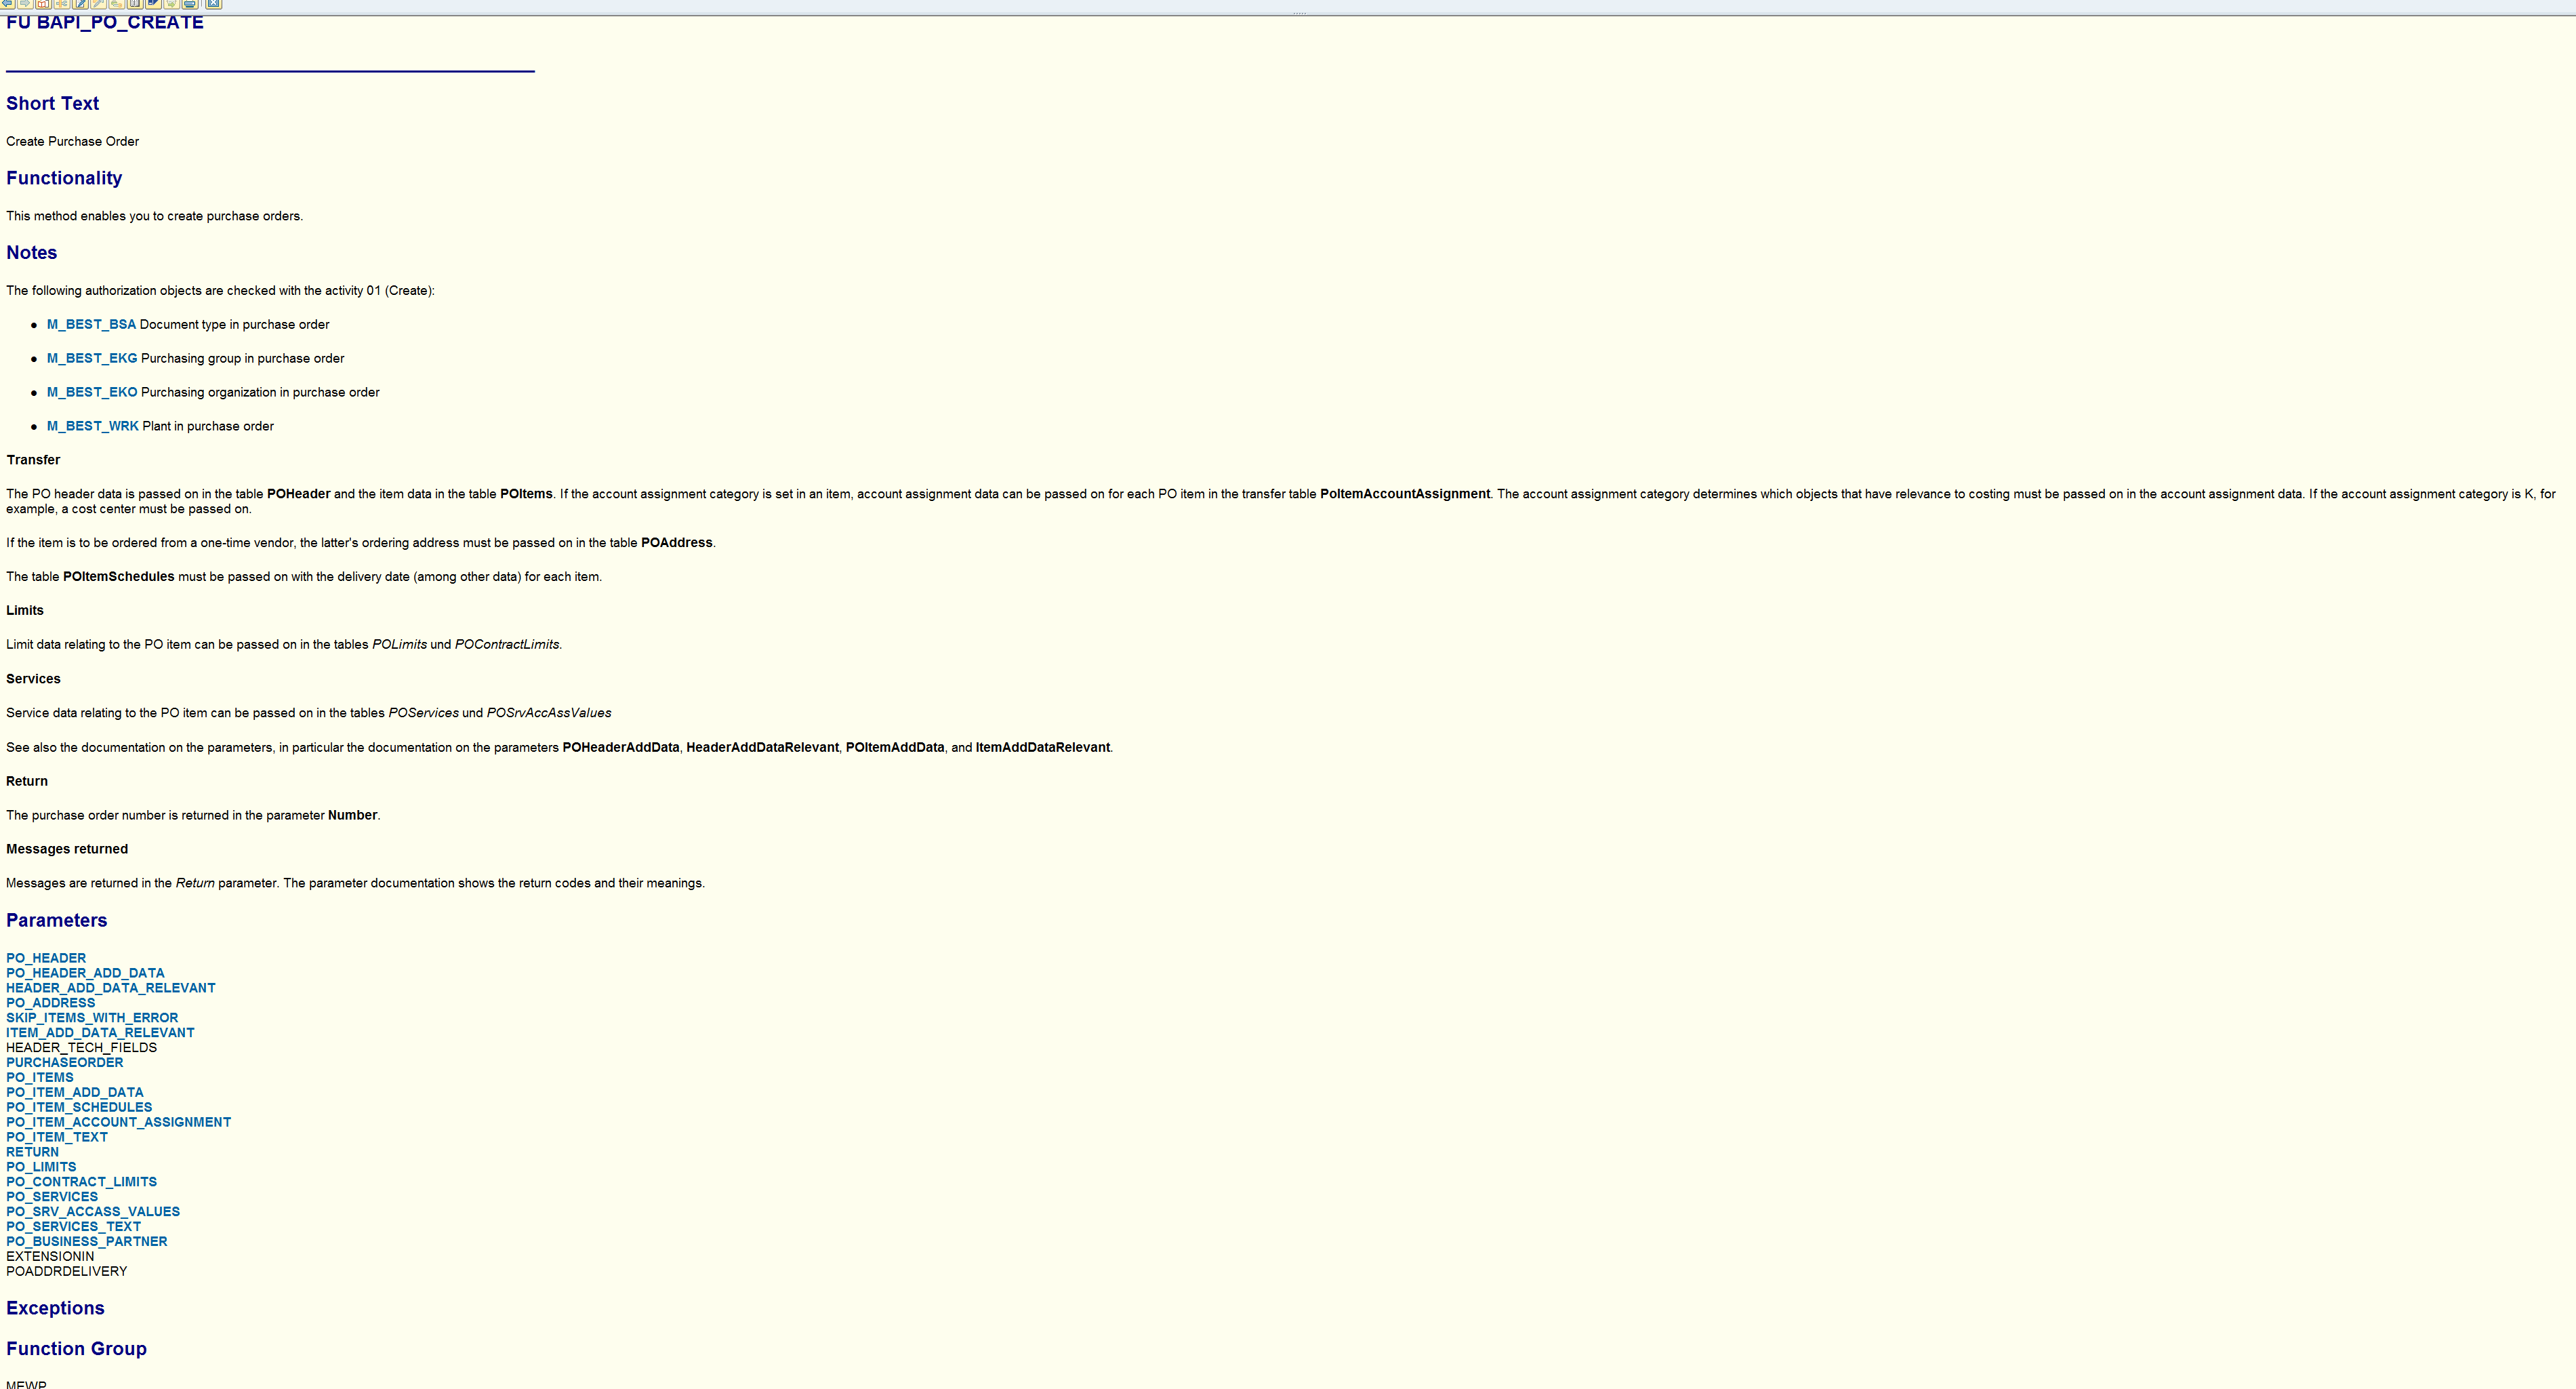 FU BAPI_PO_CREATE
Short Text
Create Purchase Order
Functionality
This method enables you to create purchase orders.
Notes
The following authorization objects are checked with the activity 01 (Create):
● M_BEST_BSA Document type in purchase order
● M_BEST_EKG Purchasing group in purchase order
● M_BEST_EKO Purchasing organization in purchase order
● M_BEST_WRK Plant in purchase order
Transfer
The PO header data is passed on in the table POHeader and the item data in the table POItems. If the account assignment category is set in an item, account assignment data can be passed on for each PO item in the transfer table PoItemAccountAssignment. The account assignment category determines which objects that have relevance to costing must be passed on in the account assignment data. If the account assignment category is K, for
example, a cost center must be passed on.
If the item is to be ordered from a one-time vendor, the latter's ordering address must be passed on in the table POAddress.
The table POItemSchedules must be passed on with the delivery date (among other data) for each item.
Limits
Limit data relating to the PO item can be passed on in the tables POLimits und POContractLimits.
Services
Service data relating to the PO item can be passed on in the tables POServices und POSrvAccAssValues
See also the documentation on the parameters, in particular the documentation on the parameters POHeaderAddData, HeaderAddDataRelevant, POItemAddData, and ItemAddDataRelevant.
Return
The purchase order number is returned in the parameter Number.
Messages returned
Messages are returned in the Return parameter. The parameter documentation shows the return codes and their meanings.
Parameters
PO_HEADER
PO_HEADER_ADD_DATA
HEADER_ADD_DATA_RELEVANT
PO_ADDRESS
SKIP_ITEMS_WITH_ERROR
ITEM_ADD_DATA_RELEVANT
HEADER_TECH_FIELDS
PURCHASEORDER
PO_ITEMS
PO_ITEM_ADD_DATA
PO_ITEM_SCHEDULES
PO_ITEM_ACCOUNT_ASSIGNMENT
PO_ITEM_TEXT
RETURN
PO_LIMITS
PO_CONTRACT_LIMITS
PO_SERVICES
PO_SRV_ACCASS_VALUES
PO_SERVICES_TEXT
PO_BUSINESS_PARTNER
EXTENSIONIN
POADDRDELIVERY
Exceptions
Function Group
MEWP